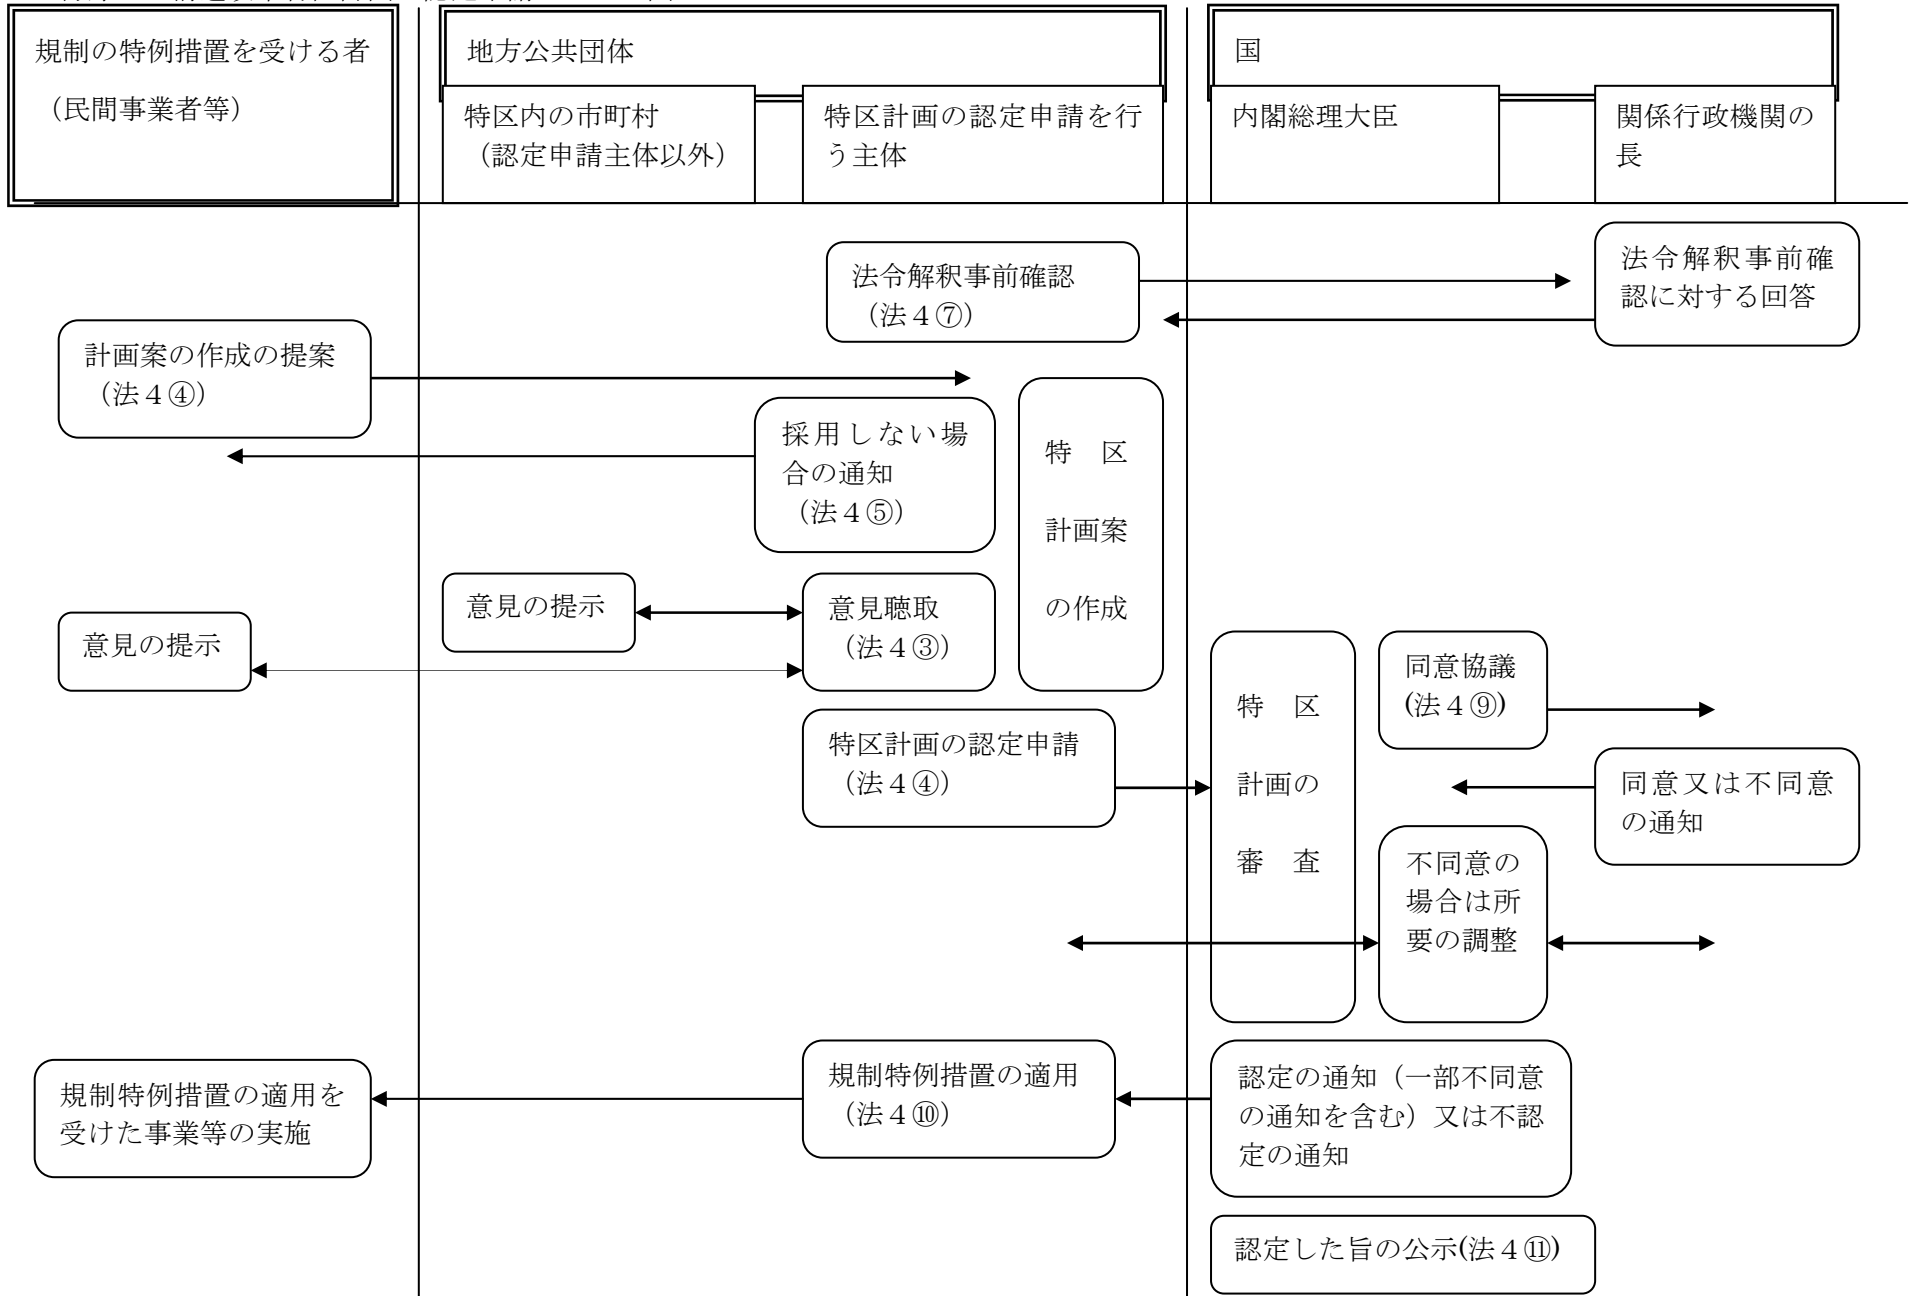 規制の特例措置を受ける者
（民間事業者等）
地方公共団体
特区内の市町村
（認定申請主体以外）
特区計画の認定申請を行
う主体
国
内閣総理大臣
関係行政機関の
長
法令解釈事前確認
（法４⑦）
法令解釈事前確
認に対する回答
計画案の作成の提案
（法４④）
採用しない場
合の通知
（法４⑤）
特　区
計画案
の作成
意見の提示
意見の提示
意見聴取
（法４③）
特区計画の認定申請
（法４④）
特　区
計画の
審　査
同意協議
(法４⑨)
同意又は不同意
の通知
不同意の
場合は所
要の調整
規制特例措置の適用を
受けた事業等の実施
規制特例措置の適用
（法４⑩）
認定の通知（一部不同意
の通知を含む）又は不認
定の通知
認定した旨の公示(法４⑪)